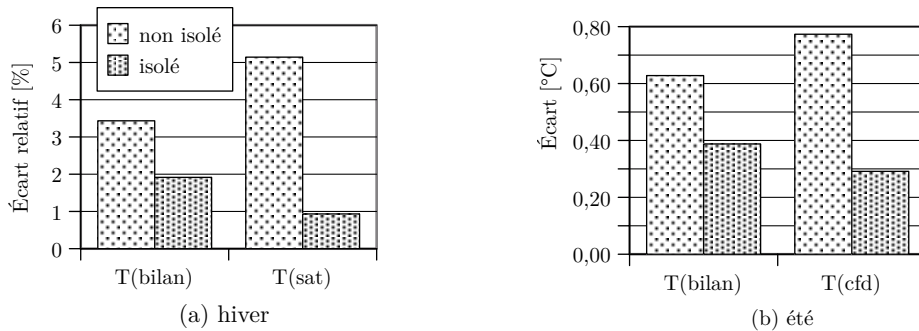 Écart relatif [%]
6
5
4
3
2
1
0
non isolé
isolé
T(bilan)
T(sat)
(a) hiver
Écart [°C]
0,80
0,60
0,40
0,20
0,00
T(bilan)
T(cfd)
(b) été